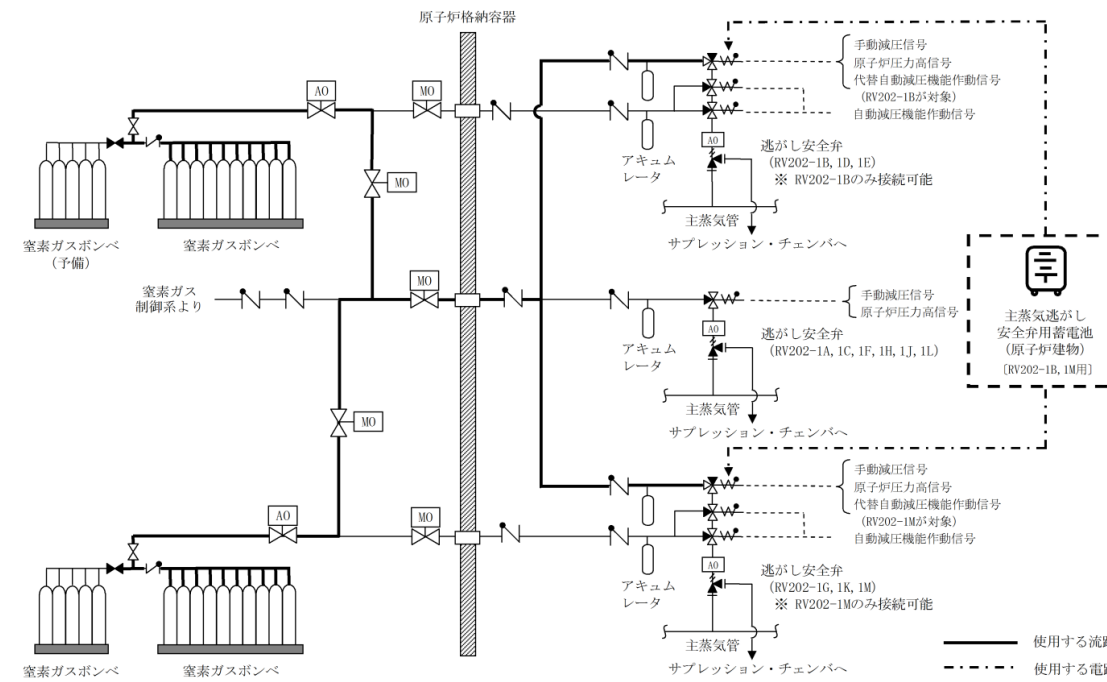 原子炉格納容器
手動減圧信号
原子炉圧力高信号
代替自動減圧機能作動信号
(RV202-1Bが対象)
自動減圧機能作動信号
AO
MO
アキュム
レータ
AO
逃がし安全弁
(RV202-1B, 1D, 1E)
※ RV202-1Bのみ接続可能
MO
主蒸気管
サプレッション・チェンバへ
窒素ガスボンベ
(予備)
窒素ガスボンベ
窒素ガス
制御系より
MO
手動減圧信号
原子炉圧力高信号
アキュム
レータ
AO
逃がし安全弁
(RV202-1A, 1C, 1F, 1H, 1J, 1L)
主蒸気管
サプレッション・チェンバへ
主蒸気逃がし
安全弁用蓄電池
(原子炉建物)
[RV202-1B, 1M用]
MO
手動減圧信号
原子炉圧力高信号
代替自動減圧機能作動信号
(RV202-1Mが対象)
自動減圧機能作動信号
AO
MO
アキュム
レータ
AO
逃がし安全弁
(RV202-1G, 1K, 1M)
※ RV202-1Mのみ接続可能
主蒸気管
サプレッション・チェンバへ
窒素ガスボンベ
窒素ガスボンベ
使用する流路
使用する電路